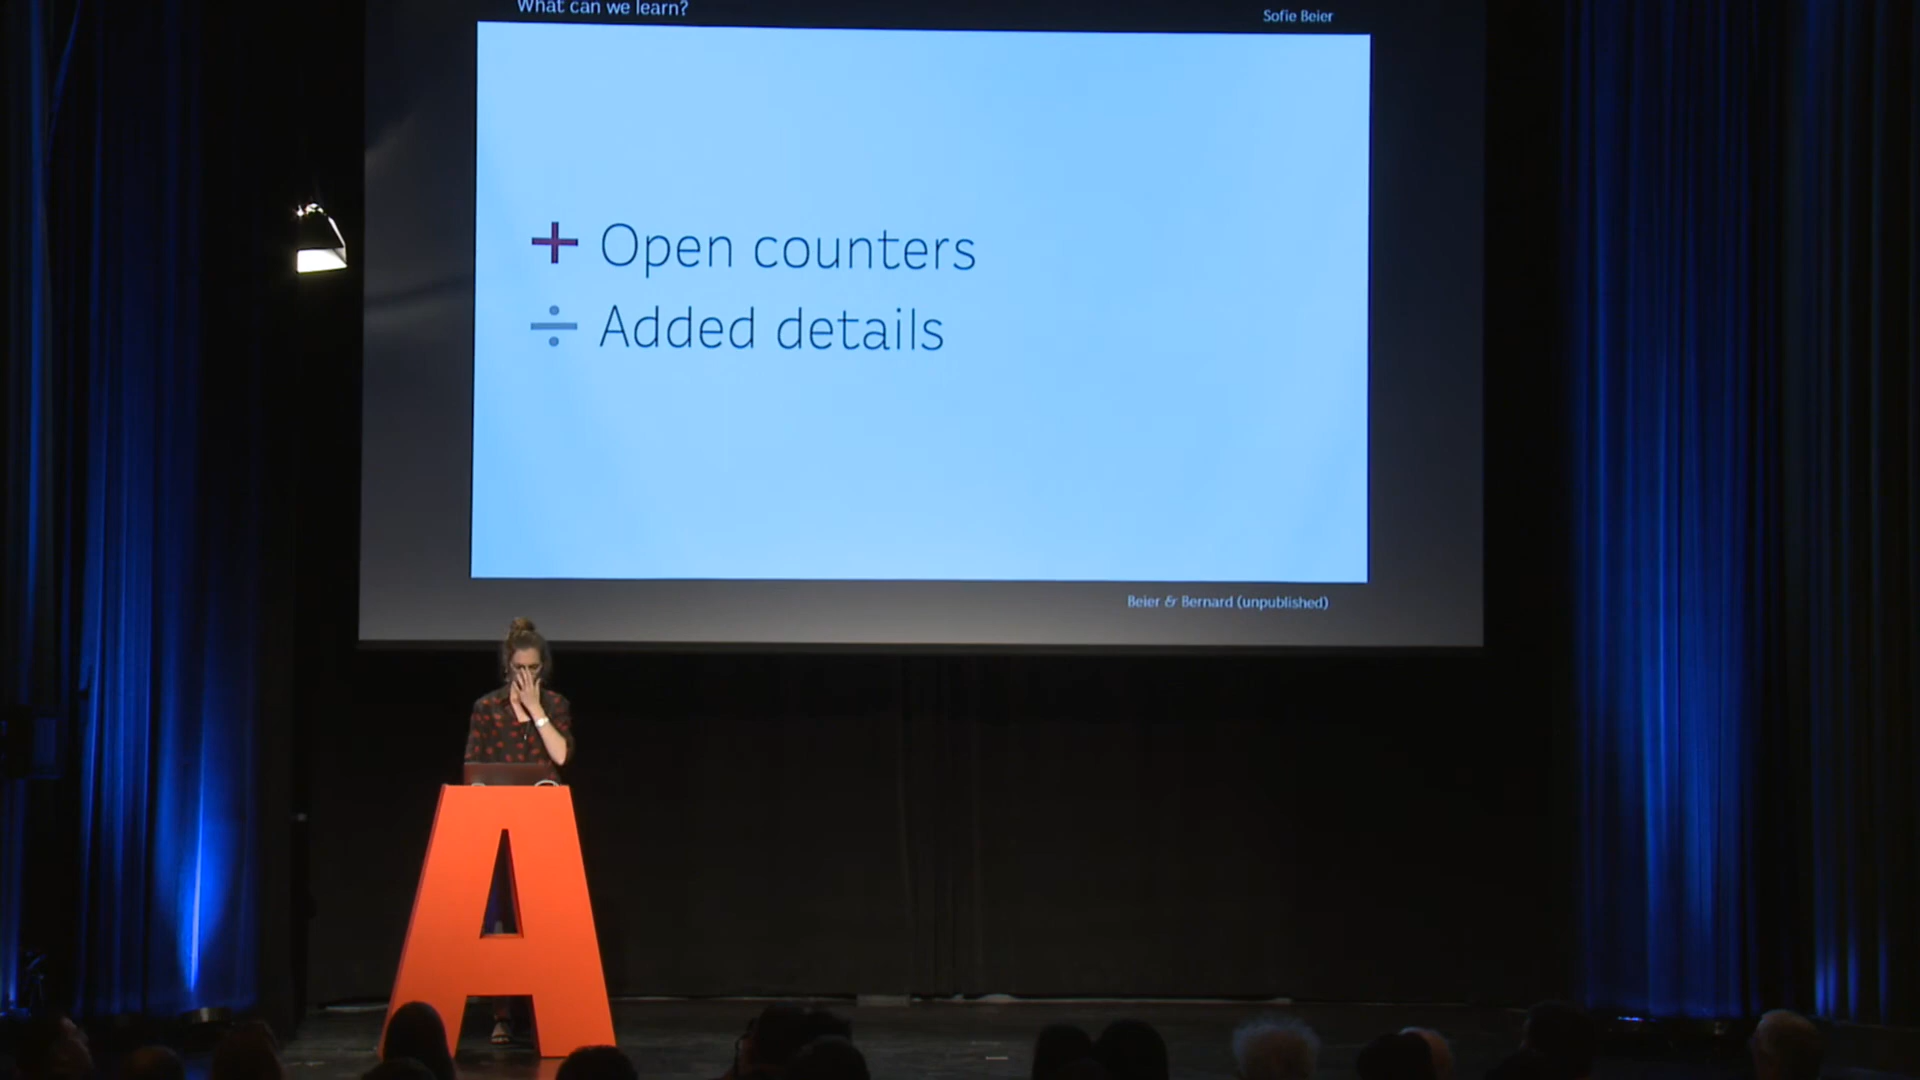 What can we learn?
Sofie Beier
+ Open counters
÷ Added details
Beier & Bernard (unpublished)
A